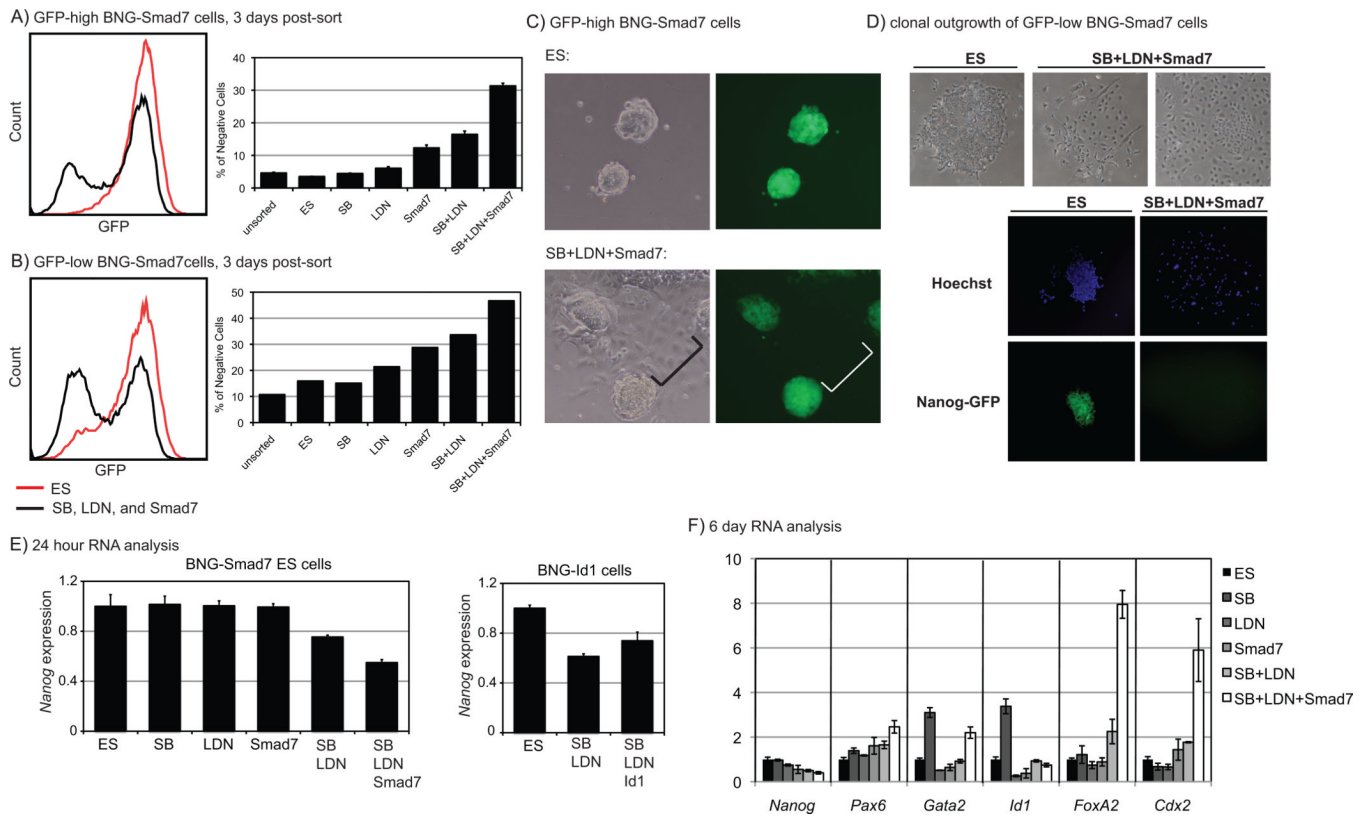 A) GFP-high BNG-Smad7 cells, 3 days post-sort
Count
GFP
% of Negative Cells
50
40
30
20
10
0
unsorted
ES
SB
LDN
Smad7
SB+LDN
SB+LDN+Smad7
B) GFP-low BNG-Smad7cells, 3 days post-sort
Count
GFP
% of Negative Cells
50
40
30
20
10
0
unsorted
ES
SB
LDN
Smad7
SB+LDN
SB+LDN+Smad7
ES
SB, LDN, and Smad7
C) GFP-high BNG-Smad7 cells
ES:
SB+LDN+Smad7:
D) clonal outgrowth of GFP-low BNG-Smad7 cells
ES
SB+LDN+Smad7
ES
SB+LDN+Smad7
Hoechst
Nanog-GFP
E) 24 hour RNA analysis
BNG-Smad7 ES cells
Nanog expression
1.2
0.8
0.4
0
ES
SB
LDN
Smad7
SB
LDN
SB
LDN
Smad7
BNG-Id1 cells
Nanog expression
1.2
0.8
0.4
0
ES
SB
LDN
SB
LDN
Id1
F) 6 day RNA analysis
10
8
6
4
2
0
Nanog
Pax6
Gata2
Id1
FoxA2
Cdx2
ES
SB
LDN
Smad7
SB+LDN
SB+LDN+Smad7